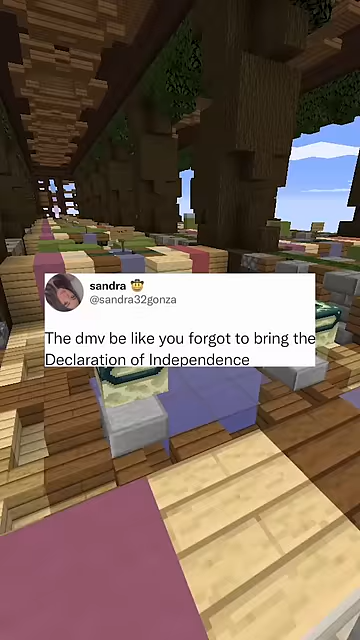 sandra 🤠
@sandra32gonza
The dmv be like you forgot to bring the
Declaration of Independence